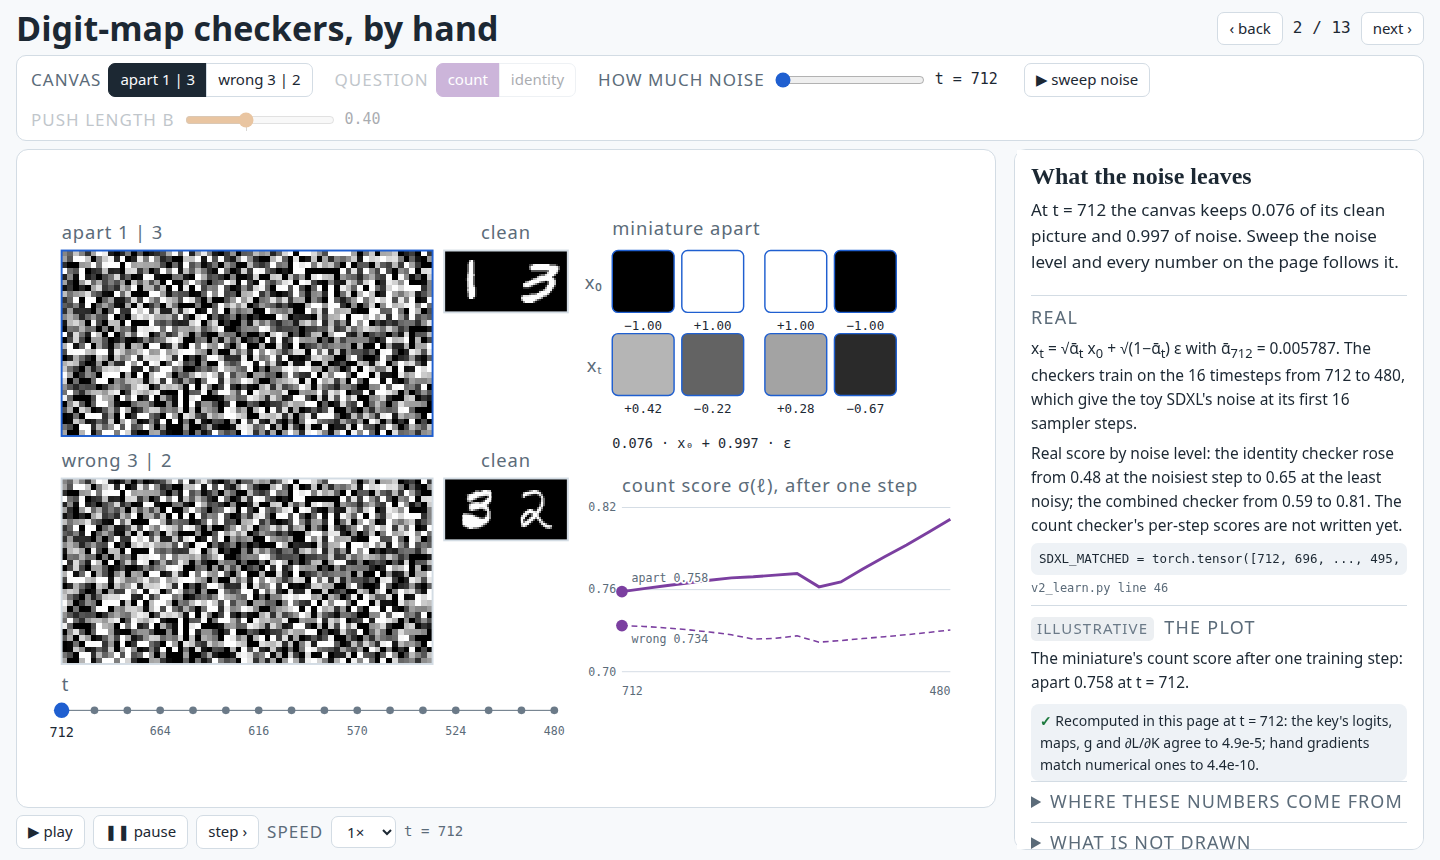 Digit-map checkers, by hand
‹ back 2 / 13 next ›
CANVAS apart 1 | 3 wrong 3 | 2 QUESTION count identity HOW MUCH NOISE t = 712 ▶ sweep noise
PUSH LENGTH B 0.40
apart 1 | 3 clean
1 3
wrong 3 | 2 clean
3 2
t
712 664 616 570 524 480
miniature apart
x₀
−1.00 +1.00 +1.00 −1.00
xₜ
+0.42 −0.22 +0.28 −0.67
0.076 · x₀ + 0.997 · ε
count score σ(ℓ), after one step
0.82
apart 0.758
0.76
wrong 0.734
0.70
712 480
What the noise leaves
At t = 712 the canvas keeps 0.076 of its clean
picture and 0.997 of noise. Sweep the noise
level and every number on the page follows it.
REAL
xₜ = √ᾱₜ x₀ + √(1−ᾱₜ) ε with ᾱ₇₁₂ = 0.005787. The
checkers train on the 16 timesteps from 712 to 480,
which give the toy SDXL's noise at its first 16
sampler steps.
Real score by noise level: the identity checker rose
from 0.48 at the noisiest step to 0.65 at the least
noisy; the combined checker from 0.59 to 0.81. The
count checker's per-step scores are not written yet.
SDXL_MATCHED = torch.tensor([712, 696, ..., 495,
v2_learn.py line 46
ILLUSTRATIVE THE PLOT
The miniature's count score after one training step:
apart 0.758 at t = 712.
✓ Recomputed in this page at t = 712: the key's logits,
maps, g and ∂L/∂K agree to 4.9e-5; hand gradients
match numerical ones to 4.4e-10.
▶ WHERE THESE NUMBERS COME FROM
▶ WHAT IS NOT DRAWN
▶ play ❚❚ pause step › SPEED 1× t = 712